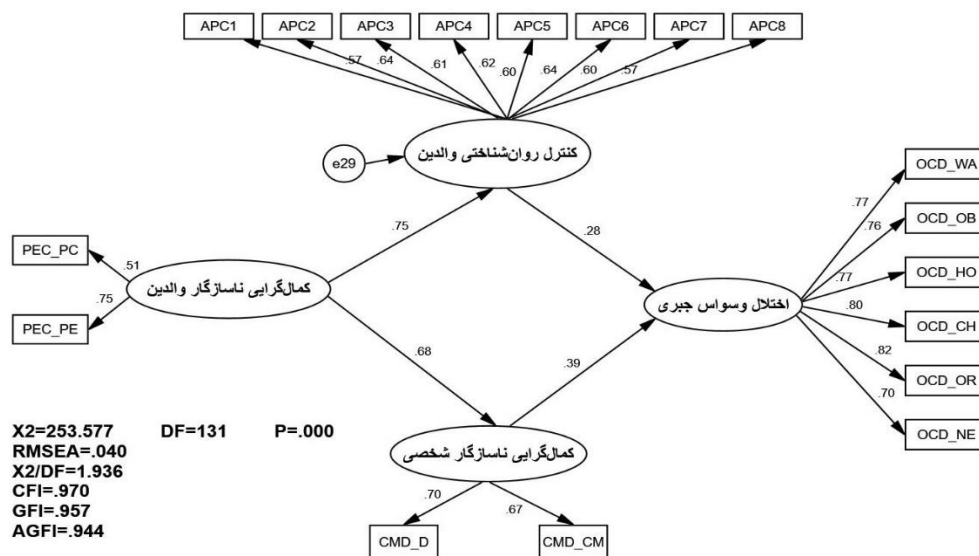 APC1 APC2 APC3 APC4 APC5 APC6 APC7 APC8
.57 .64 .61 .62 .60 .64 .60 .57
کنترل روان‌شناختی والدین
e29
OCD_WA
.77
OCD_OB
.76
.75
.28
PEC_PC
OCD_HO
.77
.51
کمال‌گرایی ناسازگار والدین
اختلال وسواس جبری
.75
.80
OCD_CH
PEC_PE
.68
.39
.82
OCD_OR
.70
OCD_NE
X2=253.577 DF=131 P=.000
RMSEA=.040
X2/DF=1.936
CFI=.970
GFI=.957
AGFI=.944
کمال‌گرایی ناسازگار شخصی
.70 .67
CMD_D CMD_CM